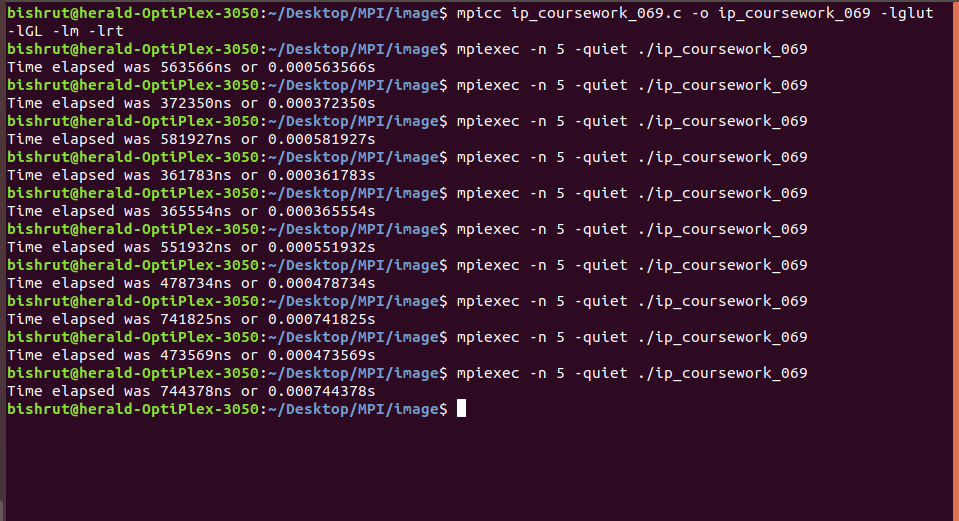 bishrut@herald-OptiPlex-3050:~/Desktop/MPI/image$ mpicc ip_coursework_069.c -o ip_coursework_069 -lglut
-lGL -lm -lrt
bishrut@herald-OptiPlex-3050:~/Desktop/MPI/image$ mpiexec -n 5 -quiet ./ip_coursework_069
Time elapsed was 563566ns or 0.000563566s
bishrut@herald-OptiPlex-3050:~/Desktop/MPI/image$ mpiexec -n 5 -quiet ./ip_coursework_069
Time elapsed was 372350ns or 0.000372350s
bishrut@herald-OptiPlex-3050:~/Desktop/MPI/image$ mpiexec -n 5 -quiet ./ip_coursework_069
Time elapsed was 581927ns or 0.000581927s
bishrut@herald-OptiPlex-3050:~/Desktop/MPI/image$ mpiexec -n 5 -quiet ./ip_coursework_069
Time elapsed was 361783ns or 0.000361783s
bishrut@herald-OptiPlex-3050:~/Desktop/MPI/image$ mpiexec -n 5 -quiet ./ip_coursework_069
Time elapsed was 365554ns or 0.000365554s
bishrut@herald-OptiPlex-3050:~/Desktop/MPI/image$ mpiexec -n 5 -quiet ./ip_coursework_069
Time elapsed was 551932ns or 0.000551932s
bishrut@herald-OptiPlex-3050:~/Desktop/MPI/image$ mpiexec -n 5 -quiet ./ip_coursework_069
Time elapsed was 478734ns or 0.000478734s
bishrut@herald-OptiPlex-3050:~/Desktop/MPI/image$ mpiexec -n 5 -quiet ./ip_coursework_069
Time elapsed was 741825ns or 0.000741825s
bishrut@herald-OptiPlex-3050:~/Desktop/MPI/image$ mpiexec -n 5 -quiet ./ip_coursework_069
Time elapsed was 473569ns or 0.000473569s
bishrut@herald-OptiPlex-3050:~/Desktop/MPI/image$ mpiexec -n 5 -quiet ./ip_coursework_069
Time elapsed was 744378ns or 0.000744378s
bishrut@herald-OptiPlex-3050:~/Desktop/MPI/image$